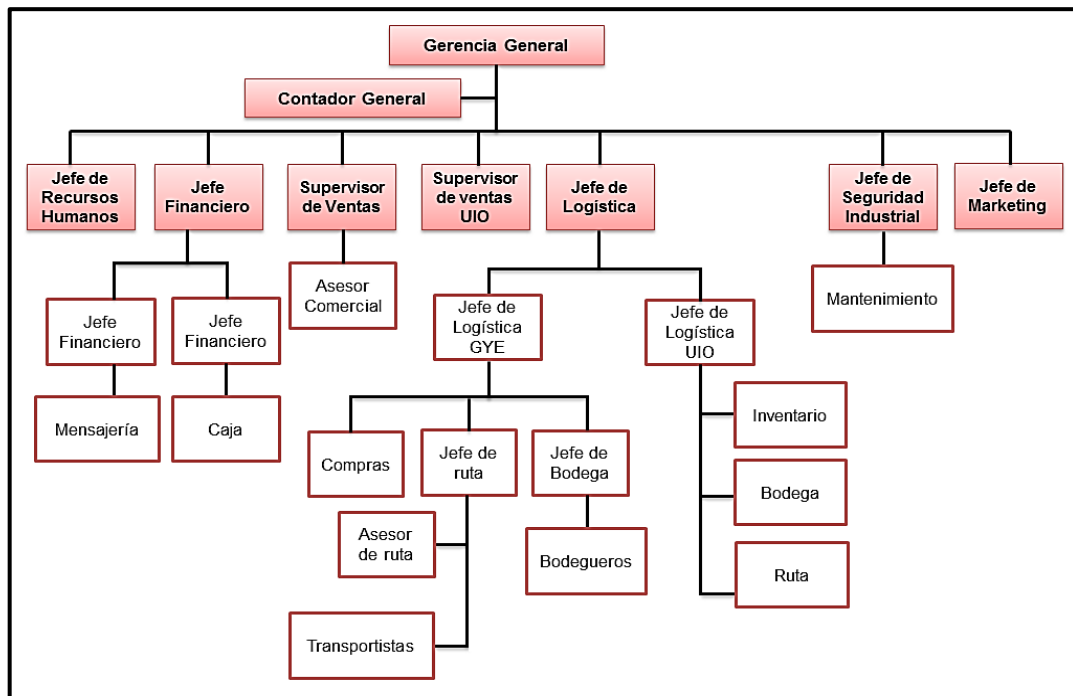 Gerencia General
Contador General
Jefe de
Recursos
Humanos
Jefe
Financiero
Supervisor
de Ventas
Supervisor
de ventas
UIO
Jefe de
Logística
Jefe de
Seguridad
Industrial
Jefe de
Marketing
Jefe
Financiero
Jefe
Financiero
Asesor
Comercial
Jefe de
Logística
GYE
Jefe de
Logística
UIO
Mantenimiento
Mensajería
Caja
Compras
Jefe de
ruta
Jefe de
Bodega
Inventario
Asesor
de ruta
Bodegueros
Bodega
Transportistas
Ruta